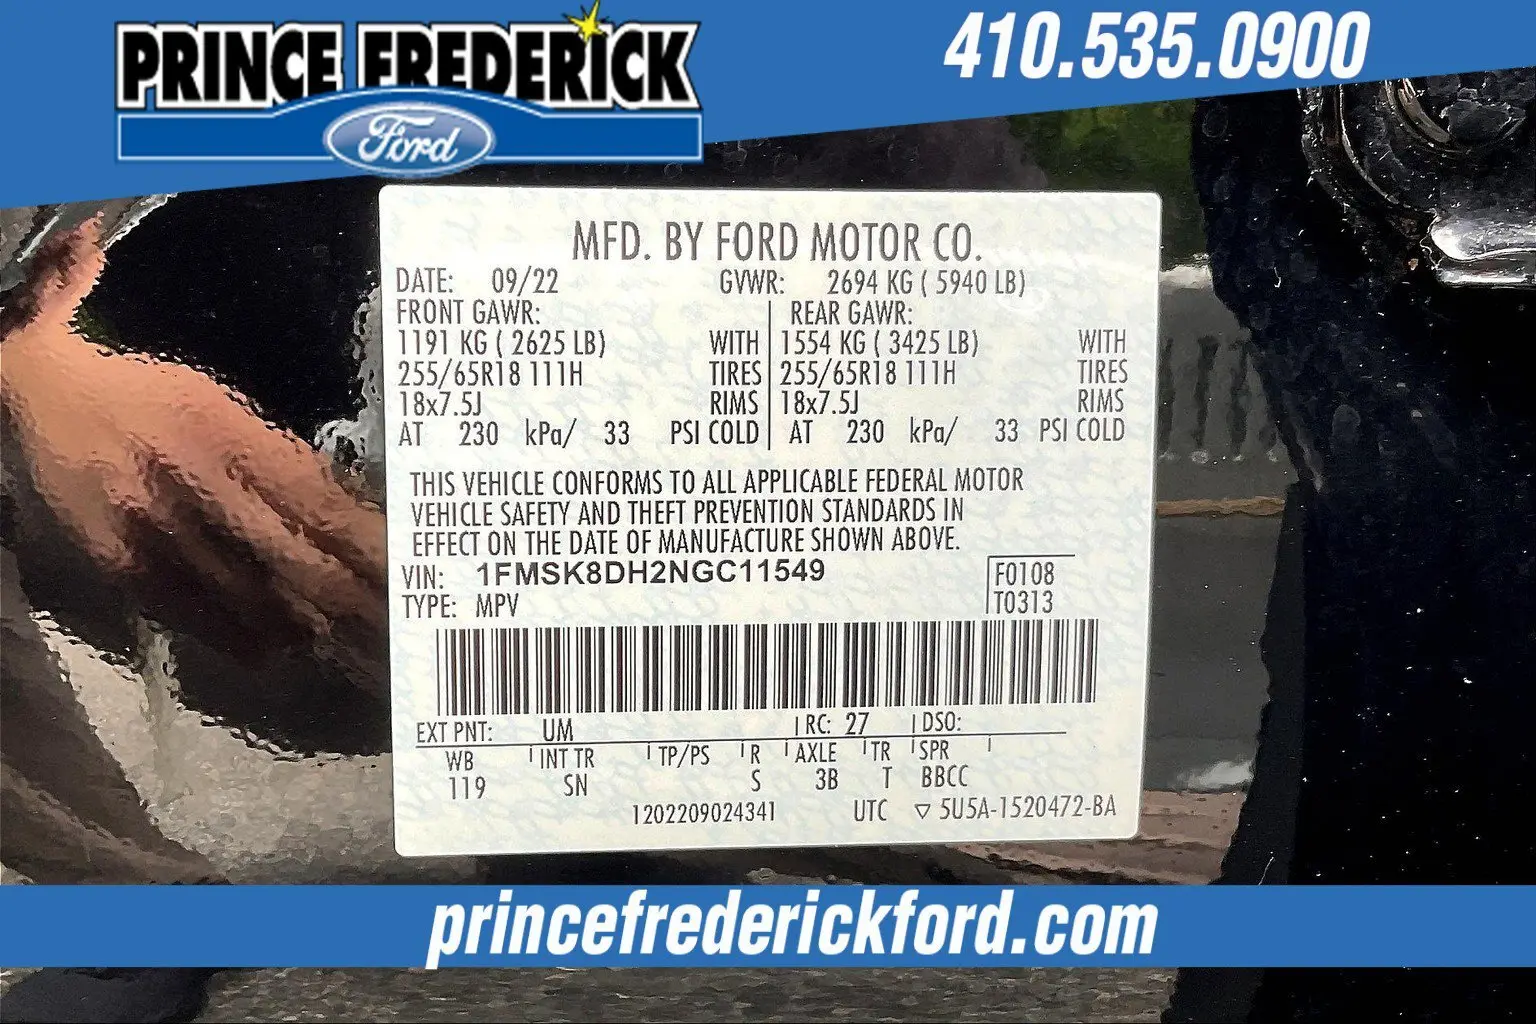 PRINCE FREDERICK
Ford
410.535.0900
MFD. BY FORD MOTOR CO.
DATE: 09/22 GVWR: 2694 KG ( 5940 LB)
FRONT GAWR: REAR GAWR:
1191 KG ( 2625 LB) WITH 1554 KG ( 3425 LB) WITH
255/65R18 111H TIRES 255/65R18 111H TIRES
18x7.5J RIMS 18x7.5J RIMS
AT 230 kPa/ 33 PSI COLD AT 230 kPa/ 33 PSI COLD
THIS VEHICLE CONFORMS TO ALL APPLICABLE FEDERAL MOTOR
VEHICLE SAFETY AND THEFT PREVENTION STANDARDS IN
EFFECT ON THE DATE OF MANUFACTURE SHOWN ABOVE.
VIN: 1FMSK8DH2NGC11549 F0108
TYPE: MPV T0313
EXT PNT: UM RC: 27 DSO:
WB INT TR TP/PS R AXLE TR SPR
119 SN S 3B T BBCC
1202209024341 UTC ▽ 5U5A-1520472-BA
princefrederickford.com